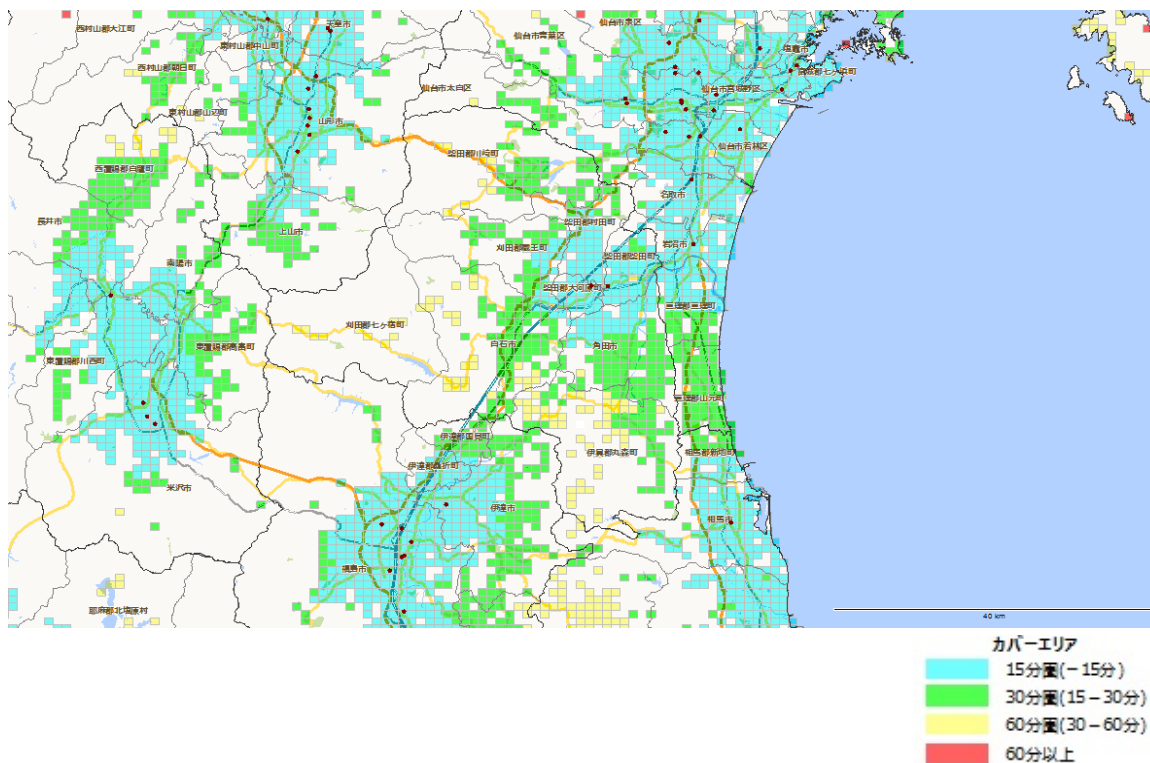 西村山郡大江町
天童市
仙台市泉区
仙台市青葉区
東村山郡中山町
塩竈市
西村山郡朝日町
宮城郡七ヶ浜町
仙台市太白区
仙台市宮城野区
東村山郡山辺町
山形市
仙台市若林区
柴田郡川崎町
西置賜郡白鷹町
名取市
長井市
柴田郡村田町
上山市
岩沼市
刈田郡蔵王町
南陽市
柴田郡柴田町
柴田郡大河原町
亘理郡亘理町
刈田郡七ヶ宿町
白石市
角田市
東置賜郡高畠町
東置賜郡川西町
亘理郡山元町
伊達郡国見町
伊具郡丸森町
相馬郡新地町
伊達郡桑折町
米沢市
伊達市
相馬市
福島市
耶麻郡北塩原村
40 km
カバーエリア
15分圏(－15分)
30分圏(15－30分)
60分圏(30－60分)
60分以上